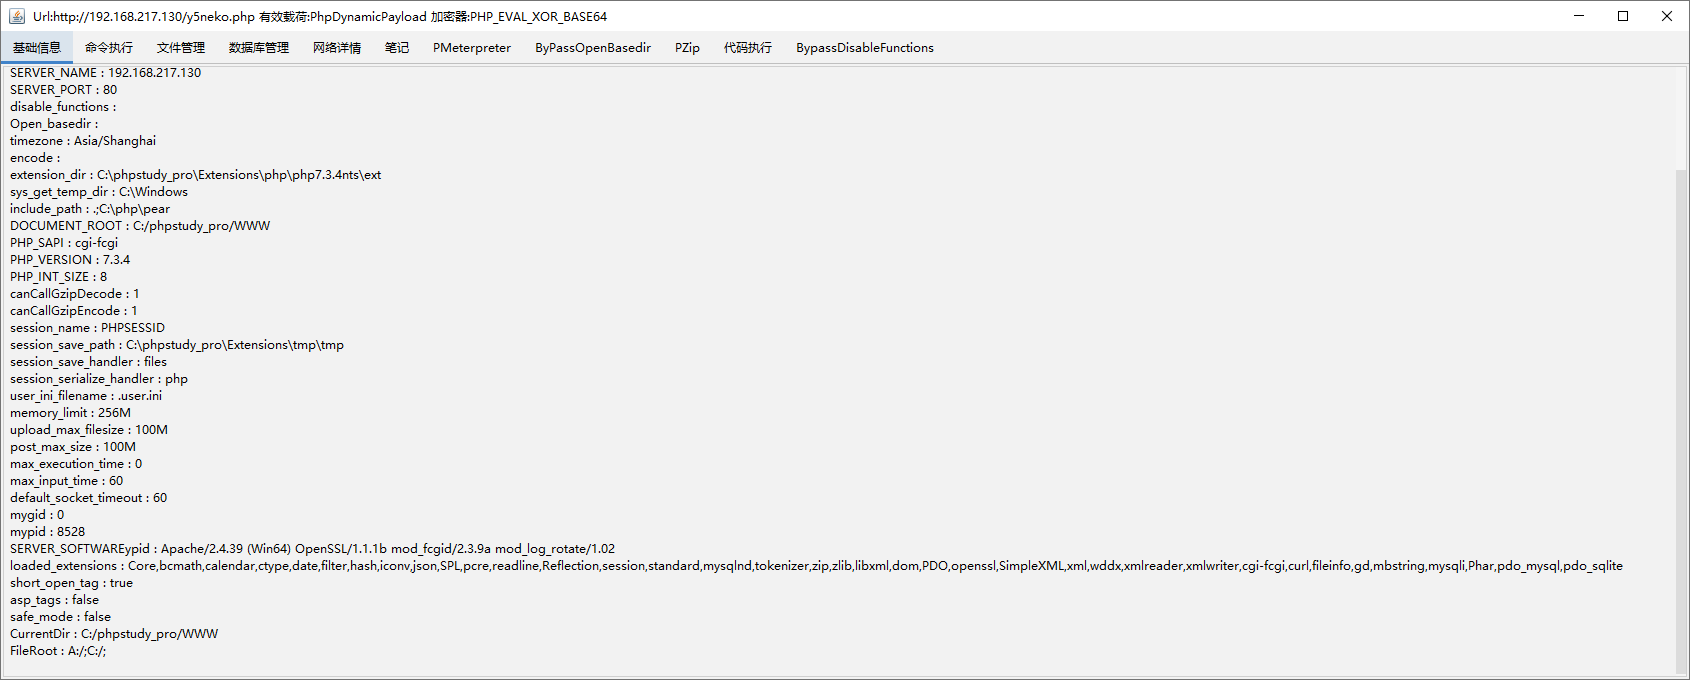 Url:http://192.168.217.130/y5neko.php 有效载荷:PhpDynamicPayload 加密器:PHP_EVAL_XOR_BASE64
基础信息 命令执行 文件管理 数据库管理 网络详情 笔记 PMeterpreter ByPassOpenBasedir PZip 代码执行 BypassDisableFunctions
SERVER_NAME : 192.168.217.130
SERVER_PORT : 80
disable_functions :
Open_basedir :
timezone : Asia/Shanghai
encode :
extension_dir : C:\phpstudy_pro\Extensions\php\php7.3.4nts\ext
sys_get_temp_dir : C:\Windows
include_path : .;C:\php\pear
DOCUMENT_ROOT : C:/phpstudy_pro/WWW
PHP_SAPI : cgi-fcgi
PHP_VERSION : 7.3.4
PHP_INT_SIZE : 8
canCallGzipDecode : 1
canCallGzipEncode : 1
session_name : PHPSESSID
session_save_path : C:\phpstudy_pro\Extensions\tmp\tmp
session_save_handler : files
session_serialize_handler : php
user_ini_filename : .user.ini
memory_limit : 256M
upload_max_filesize : 100M
post_max_size : 100M
max_execution_time : 0
max_input_time : 60
default_socket_timeout : 60
mygid : 0
mypid : 8528
SERVER_SOFTWAREypid : Apache/2.4.39 (Win64) OpenSSL/1.1.1b mod_fcgid/2.3.9a mod_log_rotate/1.02
loaded_extensions : Core,bcmath,calendar,ctype,date,filter,hash,iconv,json,SPL,pcre,readline,Reflection,session,standard,mysqlnd,tokenizer,zip,zlib,libxml,dom,PDO,openssl,SimpleXML,xml,wddx,xmlreader,xmlwriter,cgi-fcgi,curl,fileinfo,gd,mbstring,mysqli,Phar,pdo_mysql,pdo_sqlite
short_open_tag : true
asp_tags : false
safe_mode : false
CurrentDir : C:/phpstudy_pro/WWW
FileRoot : A:/;C:/;